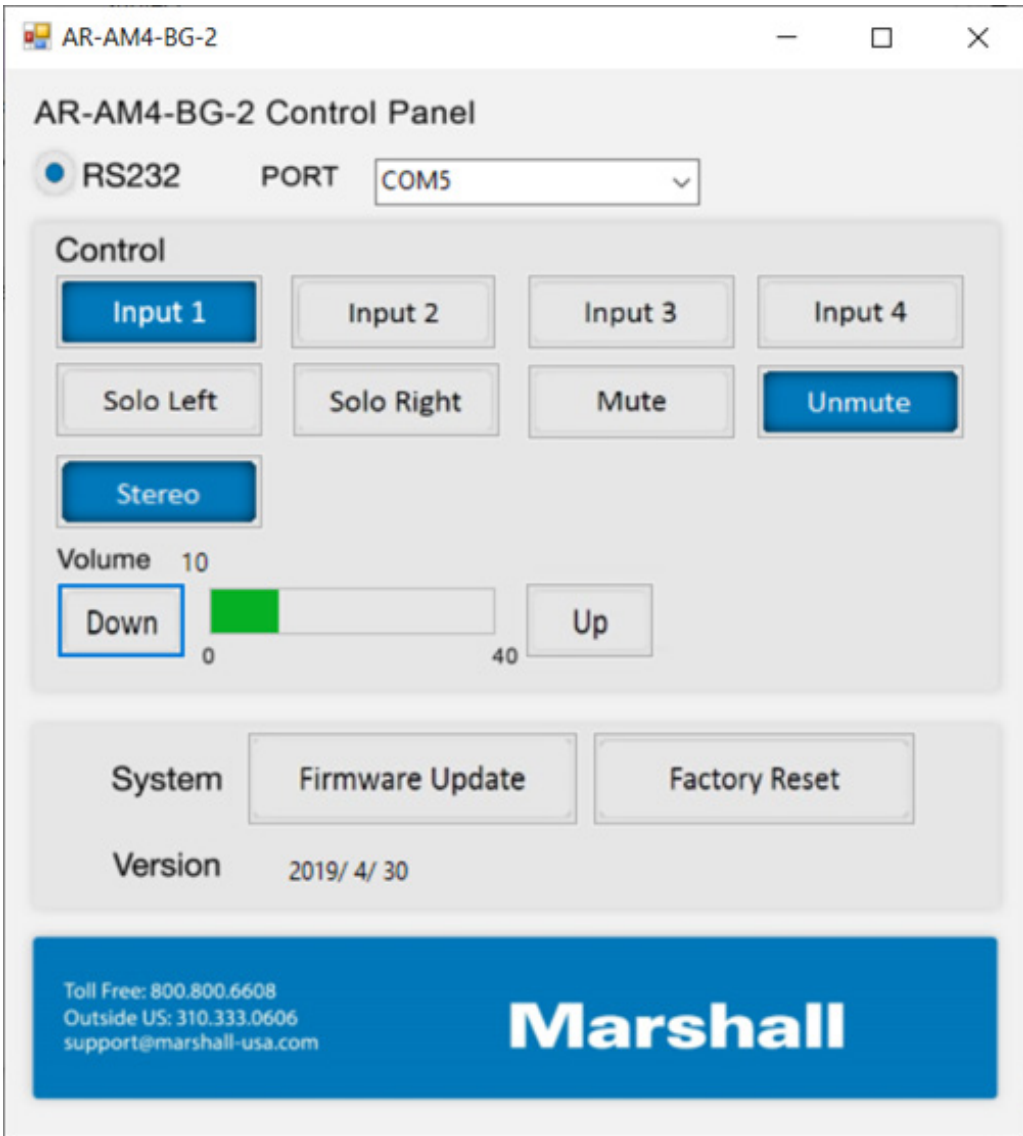 AR-AM4-BG-2
AR-AM4-BG-2 Control Panel
RS232 PORT COM5
Control
Input 1 Input 2 Input 3 Input 4
Solo Left Solo Right Mute Unmute
Stereo
Volume 10
Down Up
0 40
System Firmware Update Factory Reset
Version 2019/ 4/ 30
Toll Free: 800.800.6608
Outside US: 310.333.0606
support@marshall-usa.com
Marshall